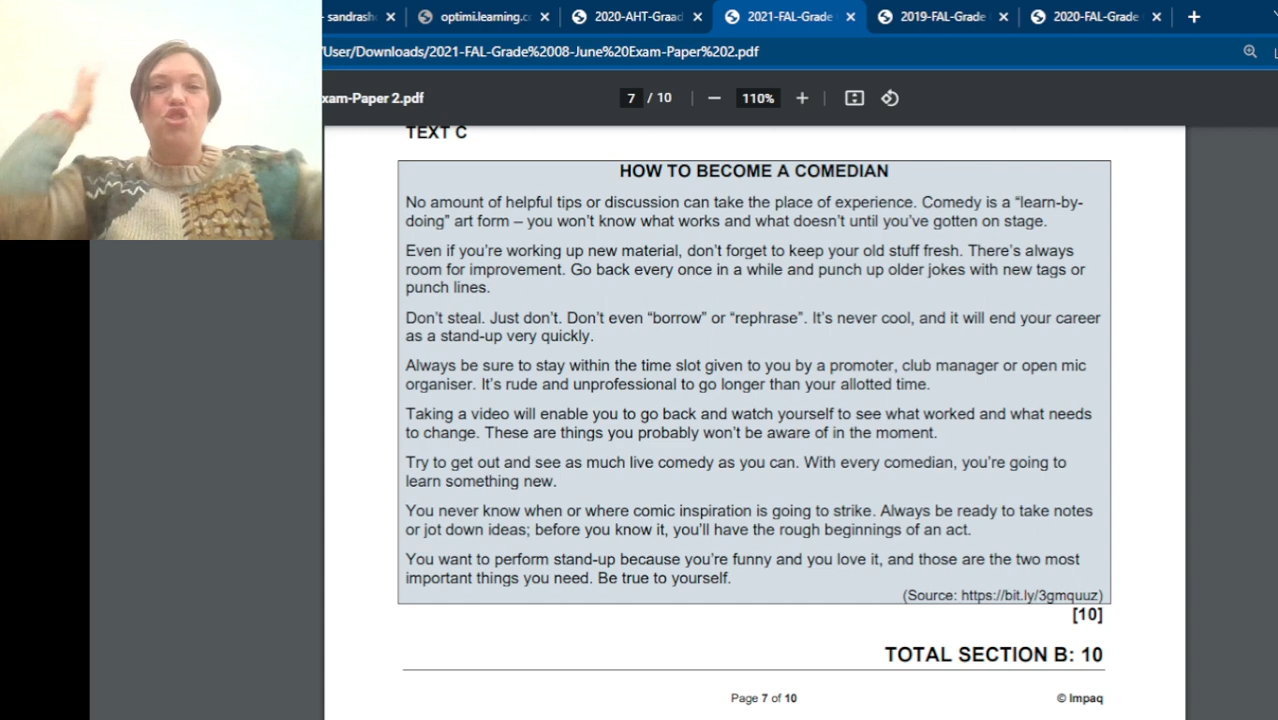 - sandrash
optimi.learning.c
2020-AHT-Graad
2021-FAL-Grade
2019-FAL-Grade
2020-FAL-Grade
User/Downloads/2021-FAL-Grade%2008-June%20Exam-Paper%202.pdf
xam-Paper 2.pdf
7 / 10
110%
TEXT C
HOW TO BECOME A COMEDIAN
No amount of helpful tips or discussion can take the place of experience. Comedy is a “learn-by-
doing” art form – you won’t know what works and what doesn’t until you’ve gotten on stage.
Even if you’re working up new material, don’t forget to keep your old stuff fresh. There’s always
room for improvement. Go back every once in a while and punch up older jokes with new tags or
punch lines.
Don’t steal. Just don’t. Don’t even “borrow” or “rephrase”. It’s never cool, and it will end your career
as a stand-up very quickly.
Always be sure to stay within the time slot given to you by a promoter, club manager or open mic
organiser. It’s rude and unprofessional to go longer than your allotted time.
Taking a video will enable you to go back and watch yourself to see what worked and what needs
to change. These are things you probably won’t be aware of in the moment.
Try to get out and see as much live comedy as you can. With every comedian, you’re going to
learn something new.
You never know when or where comic inspiration is going to strike. Always be ready to take notes
or jot down ideas; before you know it, you’ll have the rough beginnings of an act.
You want to perform stand-up because you’re funny and you love it, and those are the two most
important things you need. Be true to yourself.
(Source: https://bit.ly/3gmquuz)
[10]
TOTAL SECTION B: 10
Page 7 of 10
© Impaq